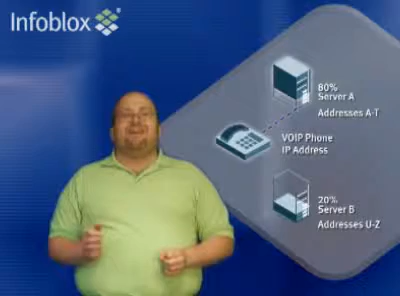 Infoblox
80%
Server A
Addresses A-T
VOIP Phone
IP Address
20%
Server B
Addresses U-Z